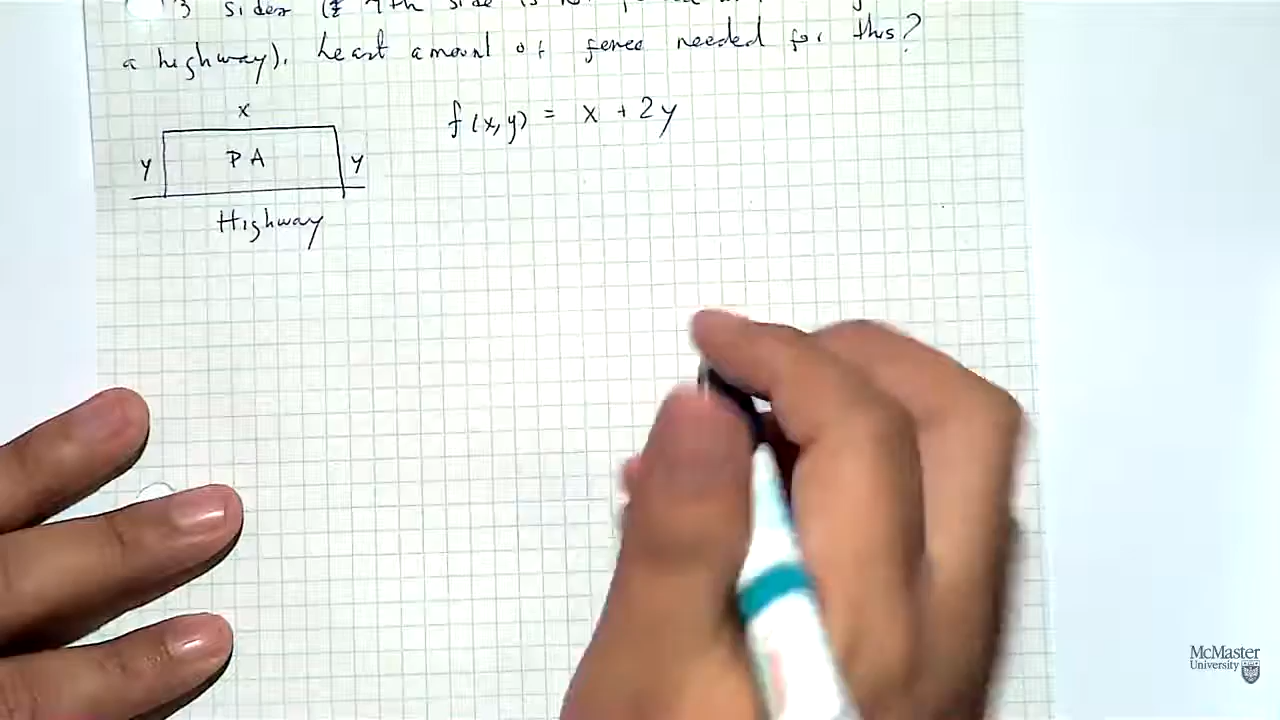 3 sides (
4th side is
a highway). Least amount of fence needed for this?
x
f(x,y) = x + 2y
y
PA
y
Highway
McMaster
University